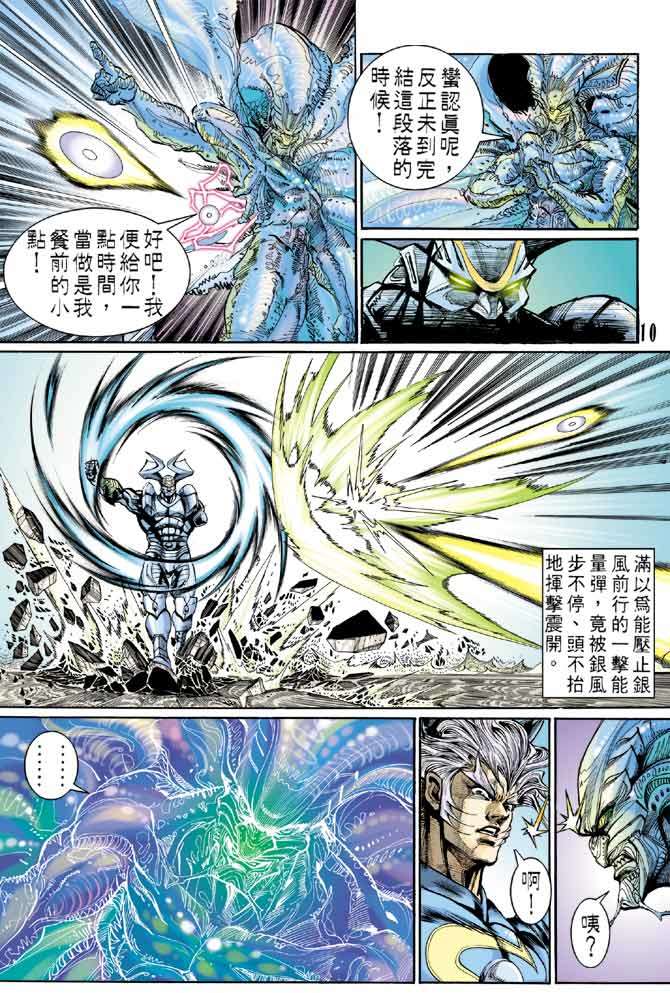 蠻認真呢，
反正未到完
結這段落的
時候！
好吧！我
便給你一
點時間，
當做是我
餐前的小
點！
10
滿以為能壓止銀
風前行的一擊能
量彈，竟被銀風
步不停、頭不抬
地揮擊震開。
咦？
啊！
………